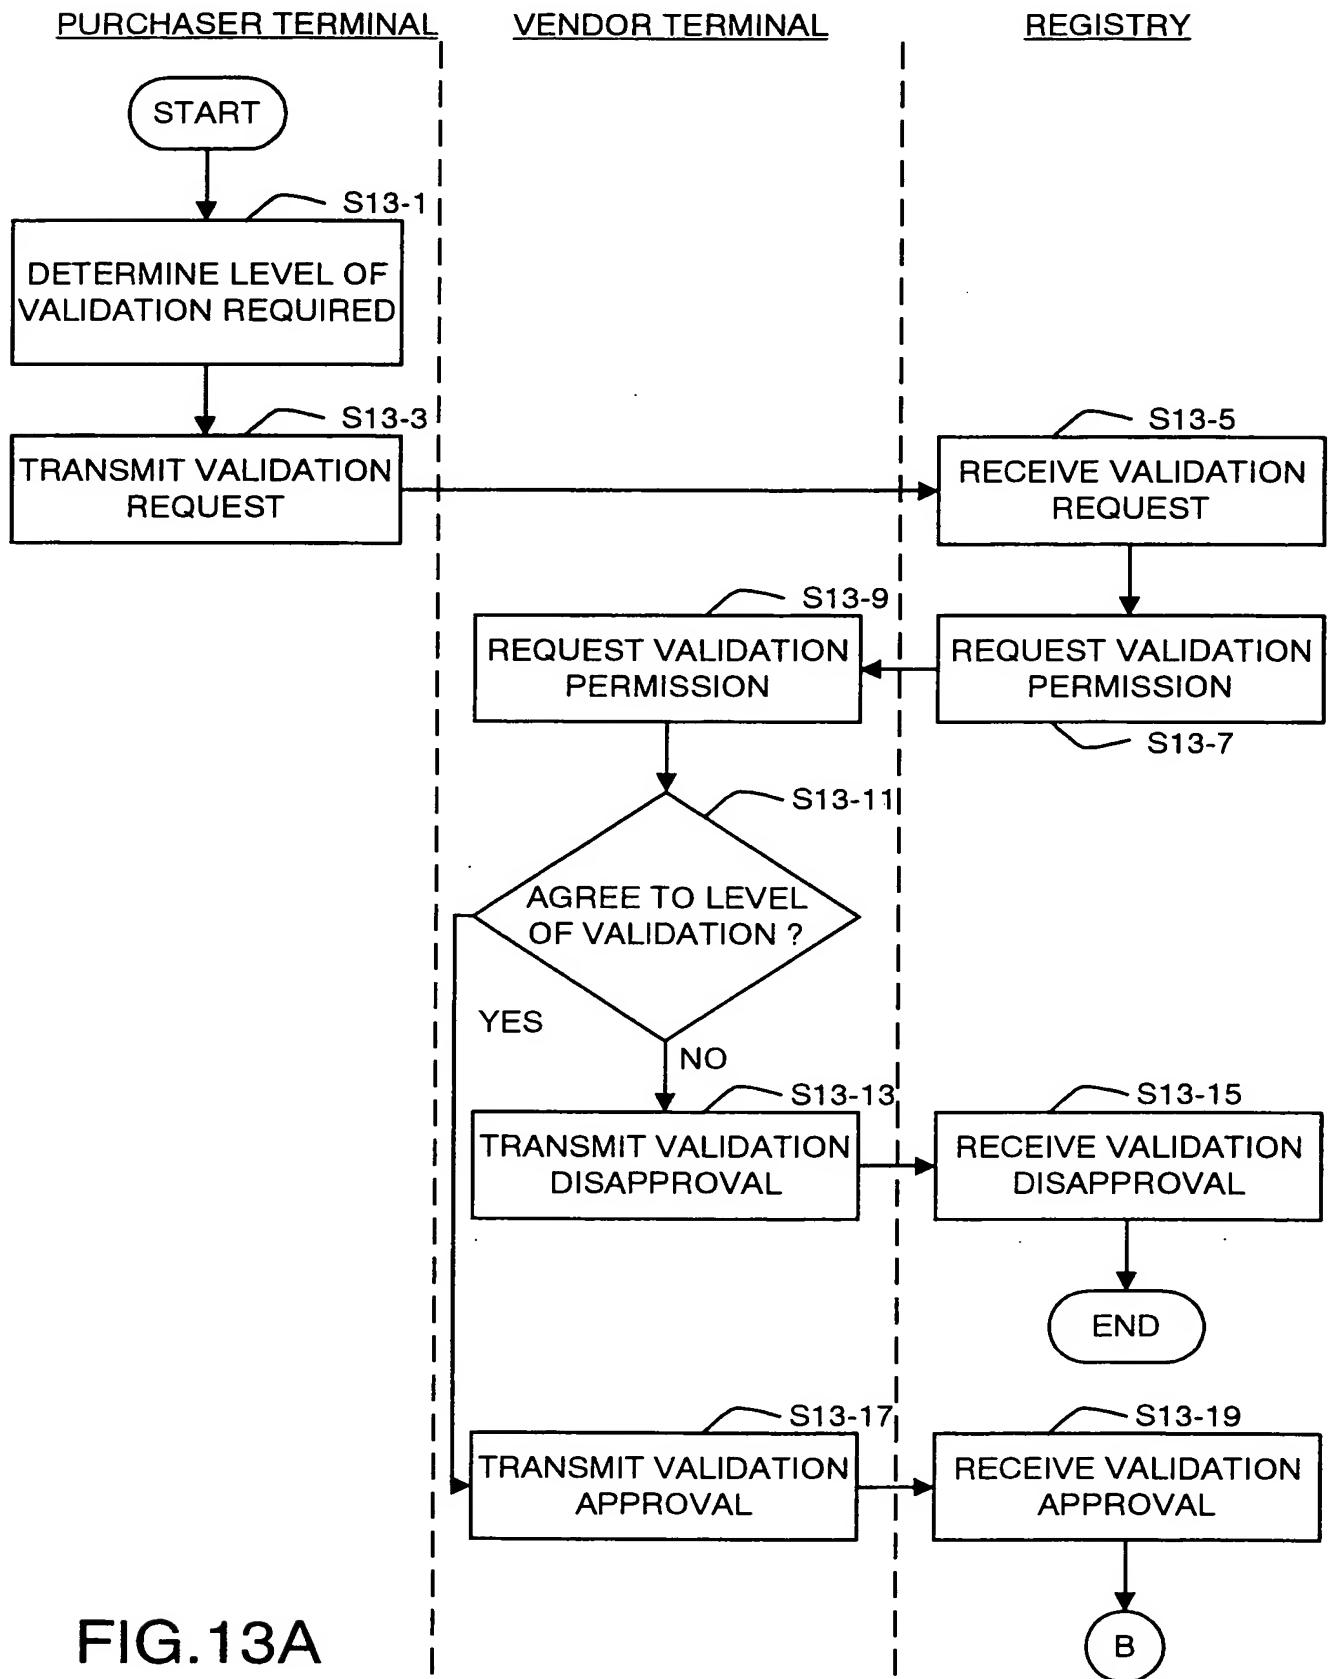 PURCHASER TERMINAL
VENDOR TERMINAL
REGISTRY
START
S13-1
DETERMINE LEVEL OF
VALIDATION REQUIRED
S13-3
TRANSMIT VALIDATION
REQUEST
S13-5
RECEIVE VALIDATION
REQUEST
S13-9
REQUEST VALIDATION
PERMISSION
REQUEST VALIDATION
PERMISSION
S13-7
S13-11
AGREE TO LEVEL
OF VALIDATION ?
YES
NO
S13-13
TRANSMIT VALIDATION
DISAPPROVAL
S13-15
RECEIVE VALIDATION
DISAPPROVAL
END
S13-17
TRANSMIT VALIDATION
APPROVAL
S13-19
RECEIVE VALIDATION
APPROVAL
B
FIG.13A